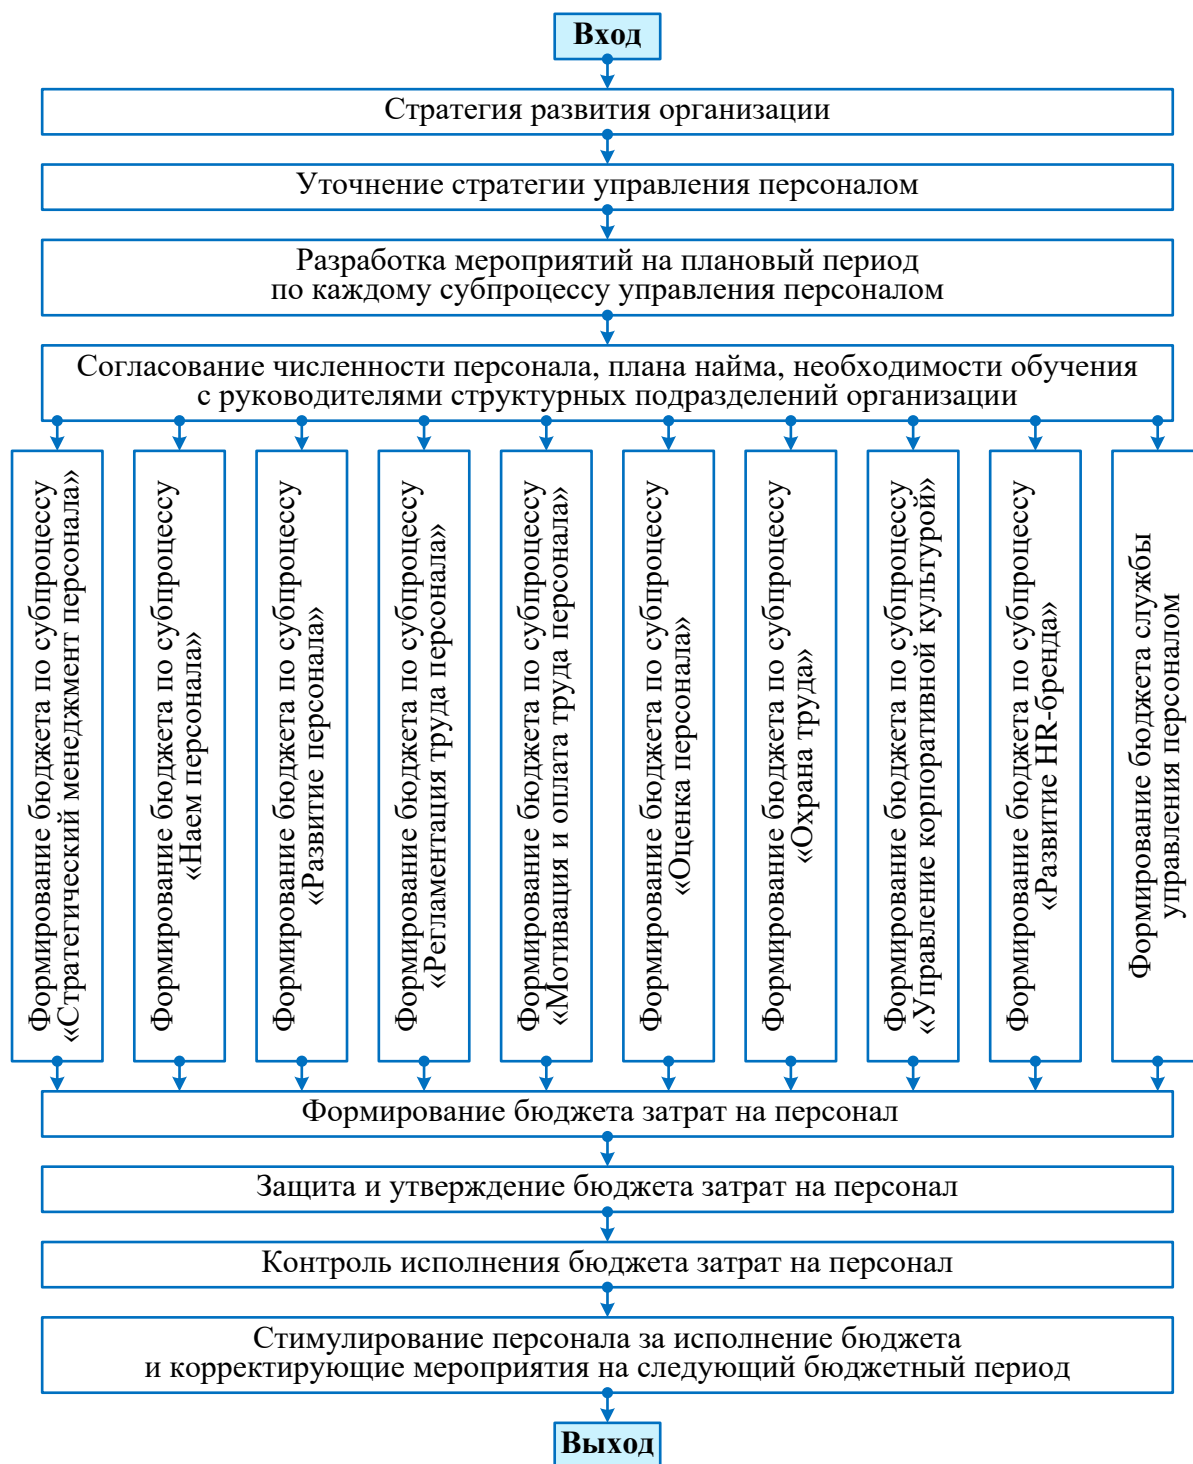 Вход
Стратегия развития организации
Уточнение стратегии управления персоналом
Разработка мероприятий на плановый период
по каждому субпроцессу управления персоналом
Согласование численности персонала, плана найма, необходимости обучения
с руководителями структурных подразделений организации
Формирование бюджета по субпроцессу
«Стратегический менеджмент персонала»
Формирование бюджета по субпроцессу
«Наем персонала»
Формирование бюджета по субпроцессу
«Развитие персонала»
Формирование бюджета по субпроцессу
«Регламентация труда персонала»
Формирование бюджета по субпроцессу
«Мотивация и оплата труда персонала»
Формирование бюджета по субпроцессу
«Оценка персонала»
Формирование бюджета по субпроцессу
«Охрана труда»
Формирование бюджета по субпроцессу
«Управление корпоративной культурой»
Формирование бюджета по субпроцессу
«Развитие HR-бренда»
Формирование бюджета службы
управления персоналом
Формирование бюджета затрат на персонал
Защита и утверждение бюджета затрат на персонал
Контроль исполнения бюджета затрат на персонал
Стимулирование персонала за исполнение бюджета
и корректирующие мероприятия на следующий бюджетный период
Выход